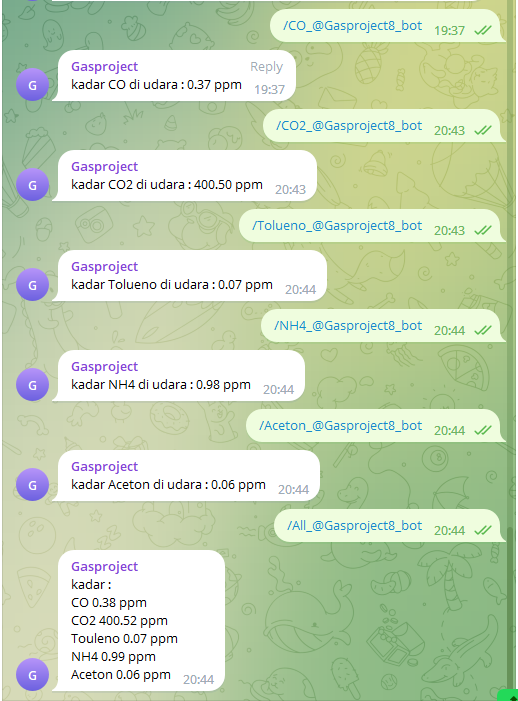 /CO_@Gasproject8_bot 19:37
Gasproject Reply
kadar CO di udara : 0.37 ppm 19:37
G
/CO2_@Gasproject8_bot 20:43
Gasproject
kadar CO2 di udara : 400.50 ppm 20:43
G
/Tolueno_@Gasproject8_bot 20:43
Gasproject
kadar Tolueno di udara : 0.07 ppm 20:44
G
/NH4_@Gasproject8_bot 20:44
Gasproject
kadar NH4 di udara : 0.98 ppm 20:44
G
/Aceton_@Gasproject8_bot 20:44
Gasproject
kadar Aceton di udara : 0.06 ppm 20:44
G
/All_@Gasproject8_bot 20:44
Gasproject
kadar :
CO 0.38 ppm
CO2 400.52 ppm
Touleno 0.07 ppm
NH4 0.99 ppm
Aceton 0.06 ppm 20:44
G